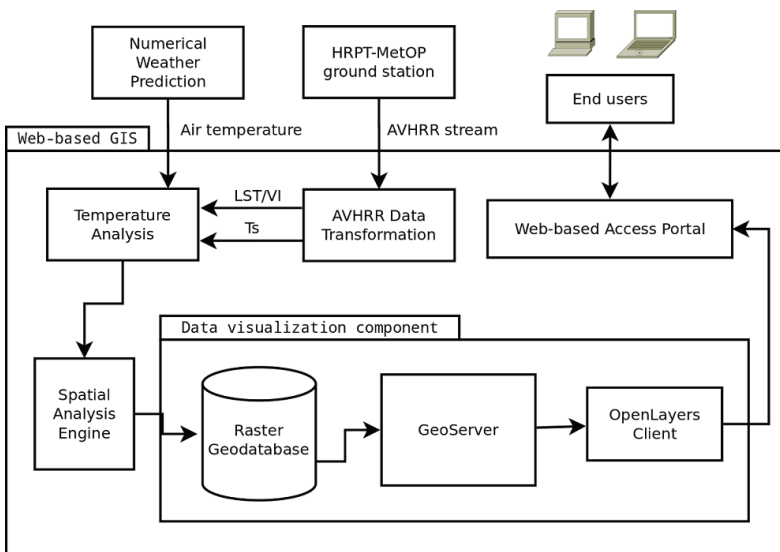 Numerical
Weather
Prediction
HRPT-MetOP
ground station
End users
Air temperature
AVHRR stream
Web-based GIS
Temperature
Analysis
LST/VI
Ts
AVHRR Data
Transformation
Web-based Access Portal
Data visualization component
Spatial
Analysis
Engine
Raster
Geodatabase
GeoServer
OpenLayers
Client